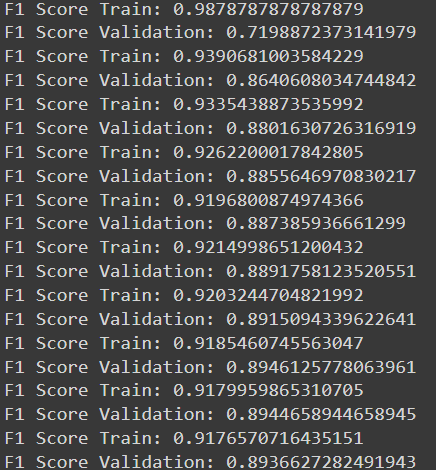 F1 Score Train: 0.9878787878787879
F1 Score Validation: 0.7198872373141979
F1 Score Train: 0.9390681003584229
F1 Score Validation: 0.8640608034744842
F1 Score Train: 0.9335438873535992
F1 Score Validation: 0.8801630726316919
F1 Score Train: 0.9262200017842805
F1 Score Validation: 0.8855646970830217
F1 Score Train: 0.9196800874974366
F1 Score Validation: 0.887385936661299
F1 Score Train: 0.9214998651200432
F1 Score Validation: 0.8891758123520551
F1 Score Train: 0.9203244704821992
F1 Score Validation: 0.8915094339622641
F1 Score Train: 0.9185460745563047
F1 Score Validation: 0.8946125778063961
F1 Score Train: 0.9179959865310705
F1 Score Validation: 0.8944658944658945
F1 Score Train: 0.9176570716435151
F1 Score Validation: 0.8936627282491943